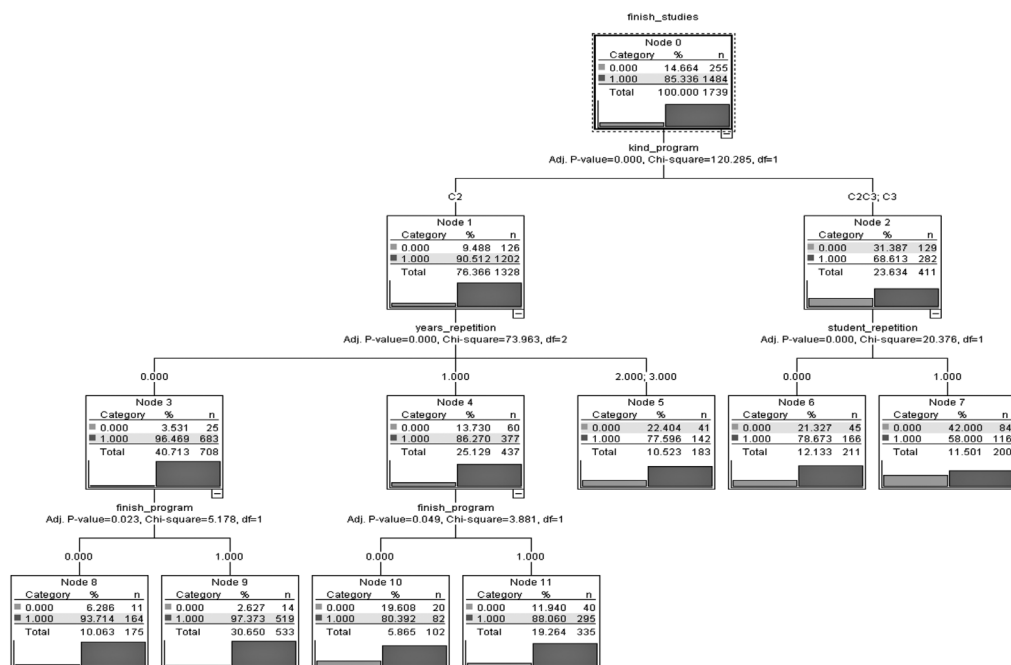 finish_studies
Node 0
Category % n
0.000 14.664 255
1.000 85.336 1484
Total 100.000 1739
kind_program
Adj. P-value=0.000, Chi-square=120.285, df=1
C2
C2C3; C3
Node 1
Category % n
0.000 9.488 126
1.000 90.512 1202
Total 76.366 1328
Node 2
Category % n
0.000 31.387 129
1.000 68.613 282
Total 23.634 411
years_repetition
Adj. P-value=0.000, Chi-square=73.963, df=2
student_repetition
Adj. P-value=0.000, Chi-square=20.376, df=1
0.000
1.000
2.000; 3.000
0.000
1.000
Node 3
Category % n
0.000 3.531 25
1.000 96.469 683
Total 40.713 708
Node 4
Category % n
0.000 13.730 60
1.000 86.270 377
Total 25.129 437
Node 5
Category % n
0.000 22.404 41
1.000 77.596 142
Total 10.523 183
Node 6
Category % n
0.000 21.327 45
1.000 78.673 166
Total 12.133 211
Node 7
Category % n
0.000 42.000 84
1.000 58.000 116
Total 11.501 200
finish_program
Adj. P-value=0.023, Chi-square=5.178, df=1
finish_program
Adj. P-value=0.049, Chi-square=3.881, df=1
0.000
1.000
0.000
1.000
Node 8
Category % n
0.000 6.286 11
1.000 93.714 164
Total 10.063 175
Node 9
Category % n
0.000 2.627 14
1.000 97.373 519
Total 30.650 533
Node 10
Category % n
0.000 19.608 20
1.000 80.392 82
Total 5.865 102
Node 11
Category % n
0.000 11.940 40
1.000 88.060 295
Total 19.264 335